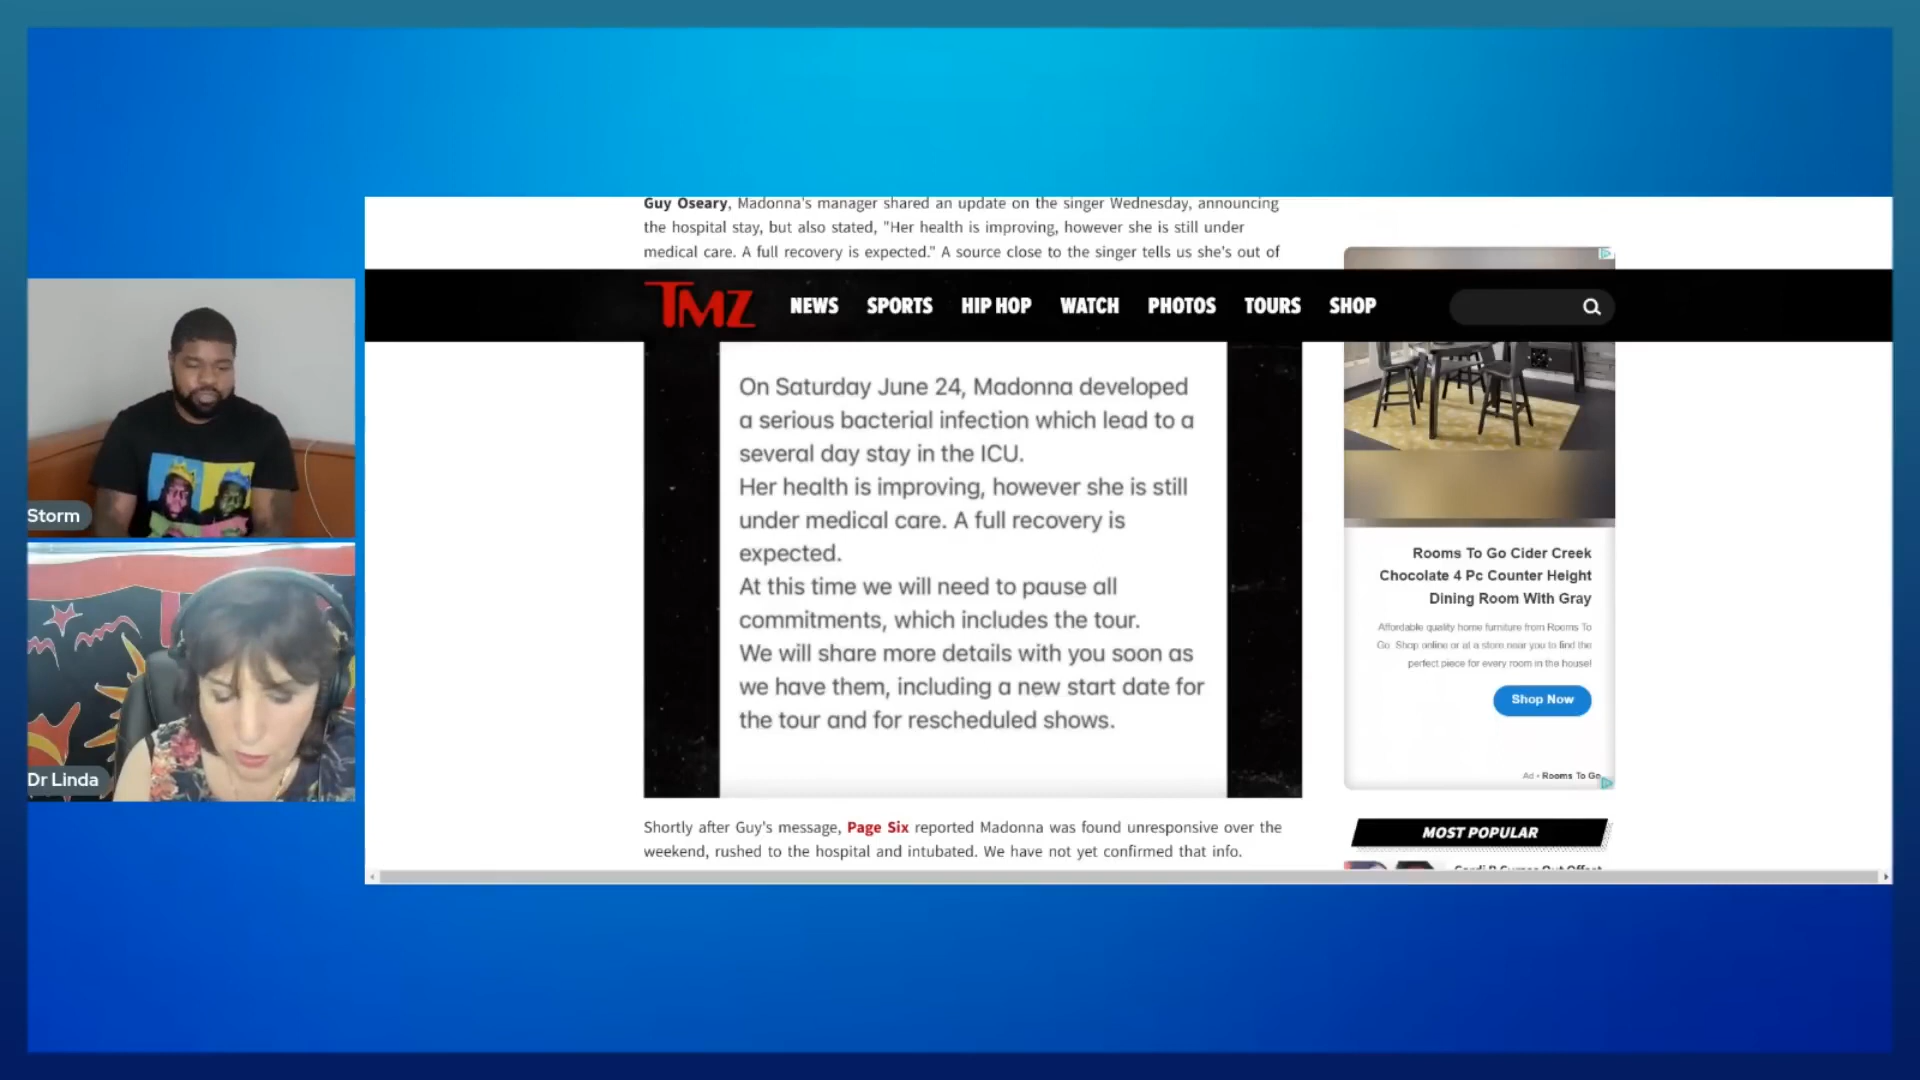 Guy Oseary, Madonna's manager shared an update on the singer Wednesday, announcing
the hospital stay, but also stated, "Her health is improving, however she is still under
medical care. A full recovery is expected." A source close to the singer tells us she's out of
TMZ NEWS SPORTS HIP HOP WATCH PHOTOS TOURS SHOP
On Saturday June 24, Madonna developed
a serious bacterial infection which lead to a
several day stay in the ICU.
Her health is improving, however she is still
under medical care. A full recovery is
expected.
At this time we will need to pause all
commitments, which includes the tour.
We will share more details with you soon as
we have them, including a new start date for
the tour and for rescheduled shows.
Shortly after Guy's message, Page Six reported Madonna was found unresponsive over the
weekend, rushed to the hospital and intubated. We have not yet confirmed that info.
Rooms To Go Cider Creek
Chocolate 4 Pc Counter Height
Dining Room With Gray
Affordable quality home furniture from Rooms To
Go. Shop online or at a store near you to find the
perfect piece for every room in the house!
Shop Now
Ad • Rooms To Go
MOST POPULAR
Storm
Dr Linda